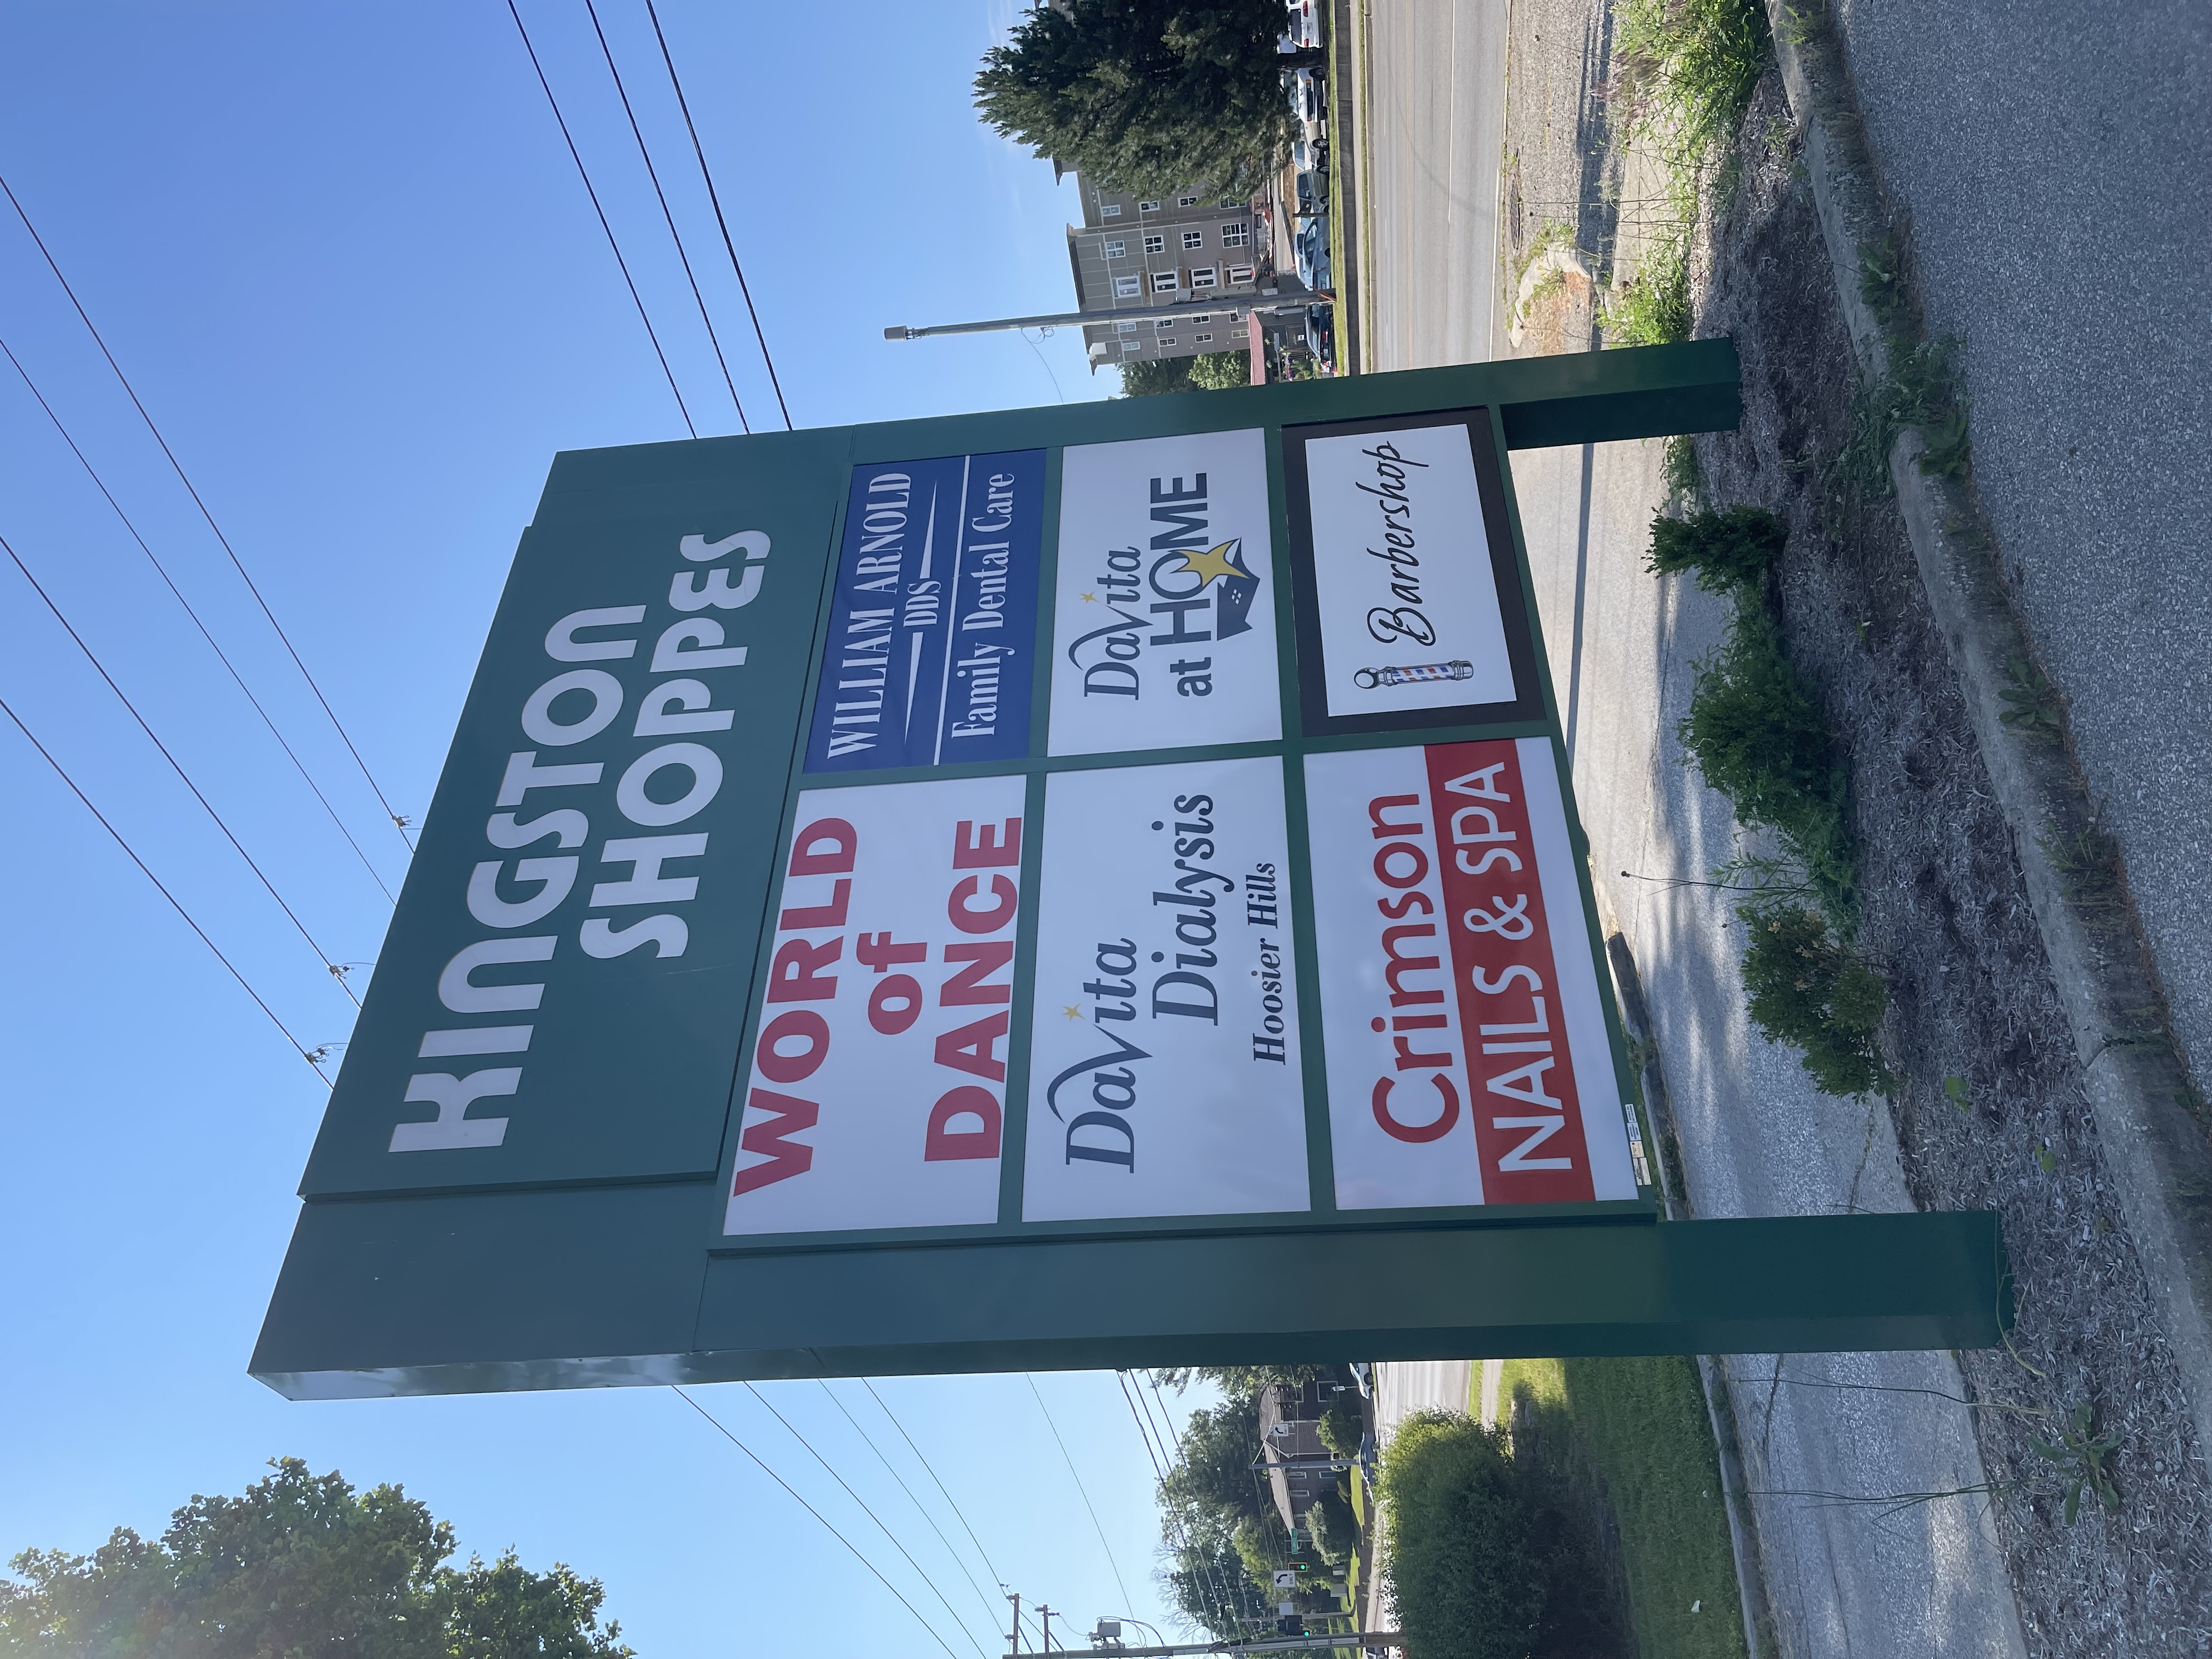 KINGSTON
SHOPPES
WORLD
of
DANCE
WILLIAM ARNOLD
DDS
Family Dental Care
DaVita
Dialysis
Hoosier Hills
DaVita
at HOME
Crimson
NAILS & SPA
Barbershop